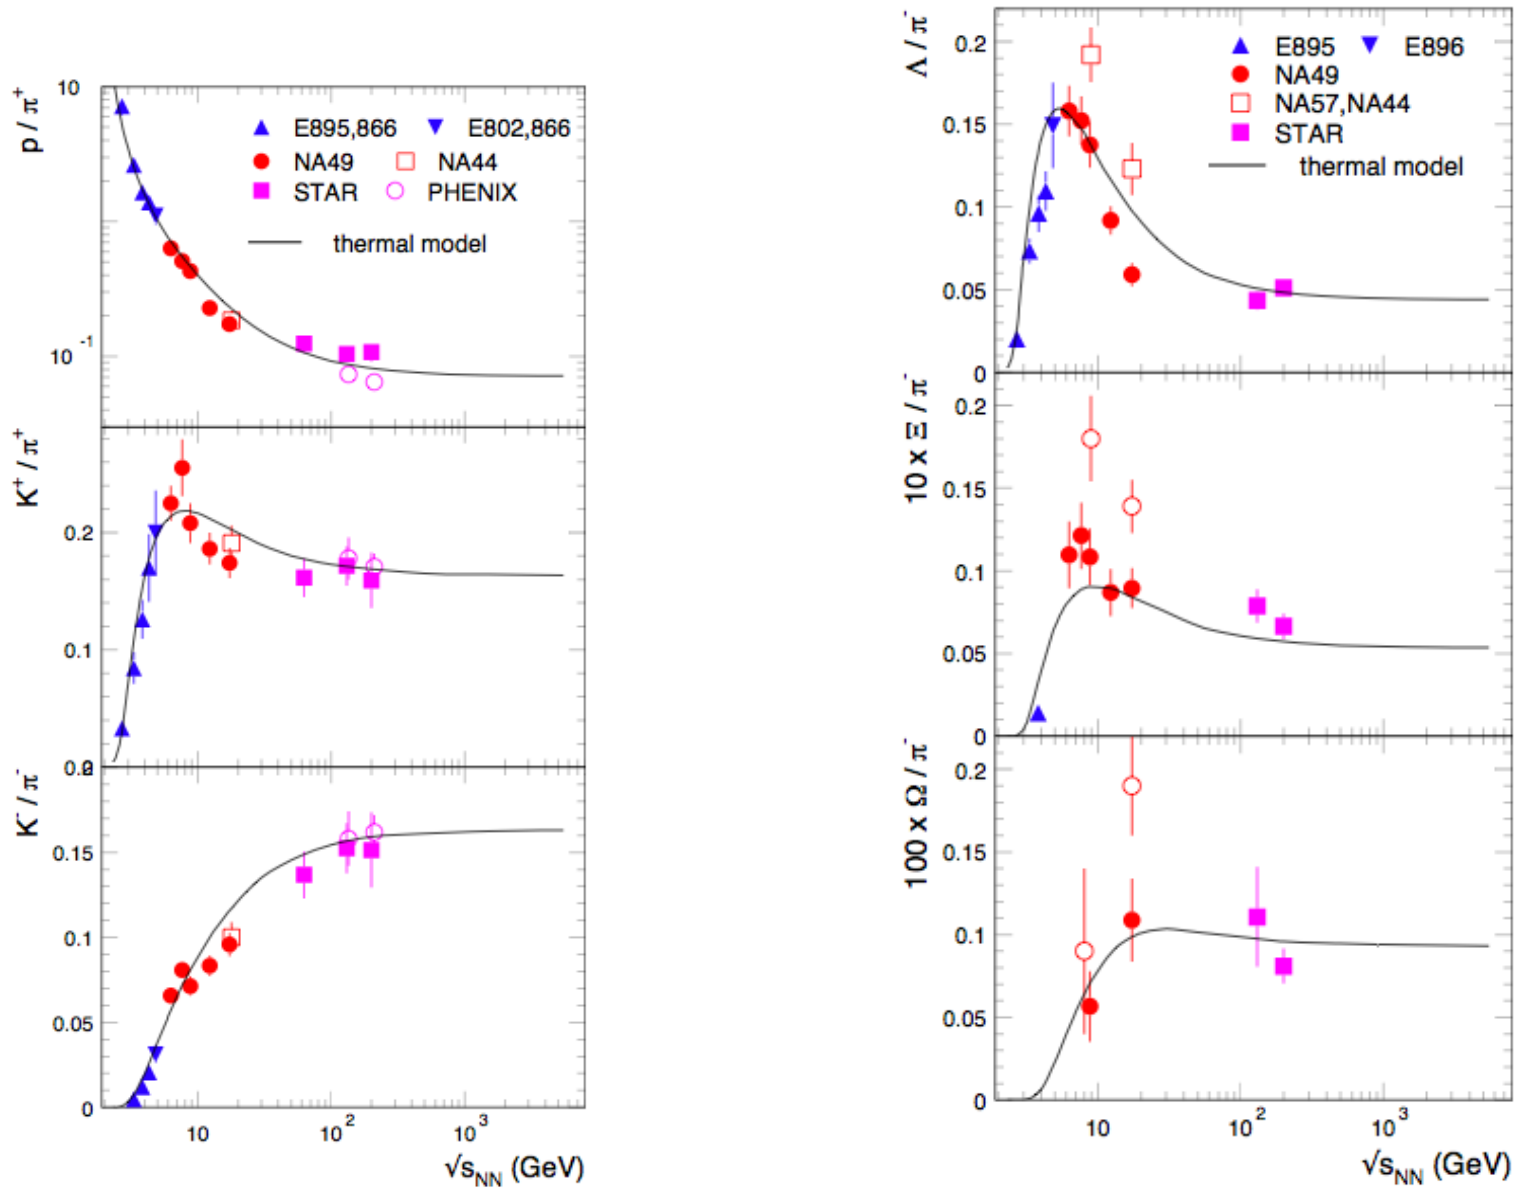 p / π⁺
10
10⁻¹
E895,866 E802,866
NA49 NA44
STAR PHENIX
thermal model
K⁺ / π⁺
0.2
0.1
0
K⁻ / π⁻
0.2
0.15
0.1
0.05
0
10 10² 10³
√s_NN (GeV)
Λ / π⁻
0.2
0.15
0.1
0.05
0
E895 E896
NA49
NA57,NA44
STAR
thermal model
10 x Ξ / π⁻
0.2
0.15
0.1
0.05
0
100 x Ω / π⁻
0.2
0.15
0.1
0.05
0
10 10² 10³
√s_NN (GeV)